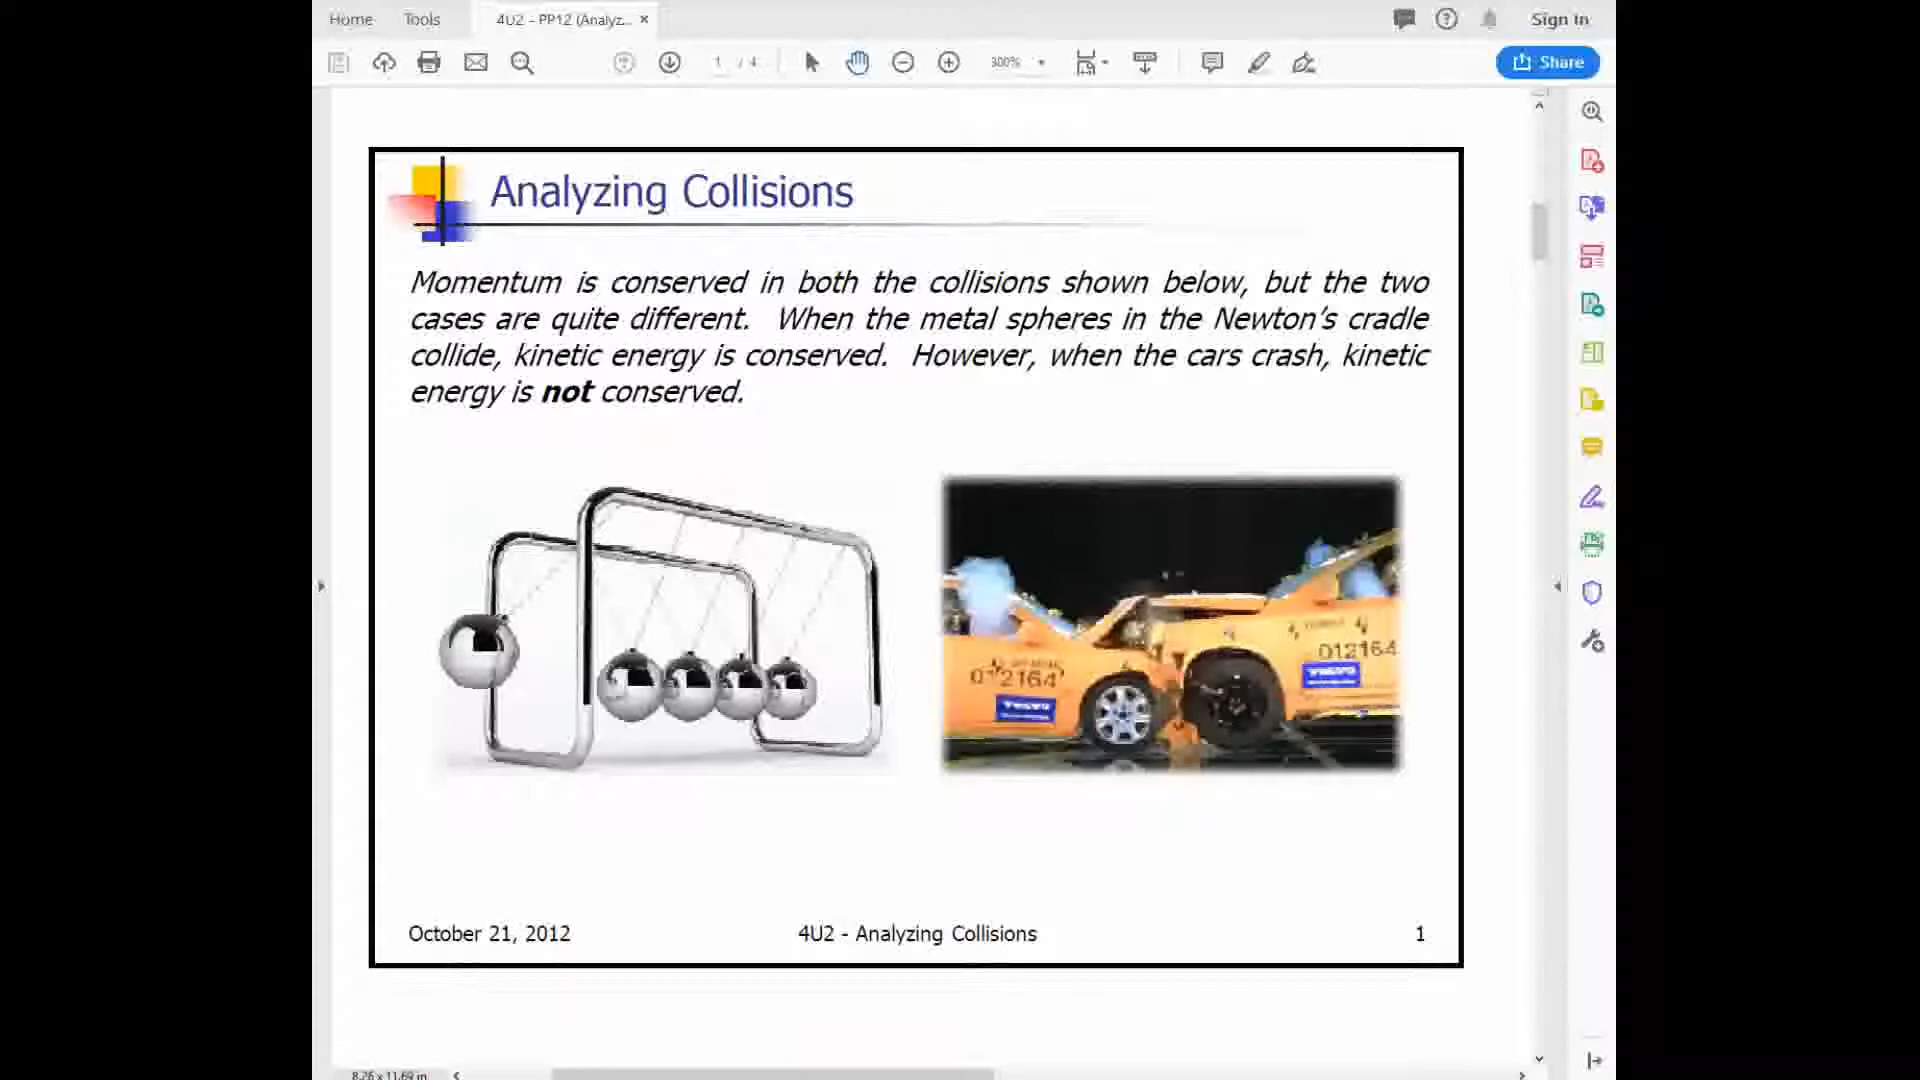 Home
Tools
4U2 - PP12 (Analyz...
Sign In
1 / 4
300%
Share
Analyzing Collisions
Momentum is conserved in both the collisions shown below, but the two
cases are quite different. When the metal spheres in the Newton's cradle
collide, kinetic energy is conserved. However, when the cars crash, kinetic
energy is not conserved.
012164
012164
VOLVO
VOLVO
October 21, 2012
4U2 - Analyzing Collisions
1
8.26 x 11.69 in